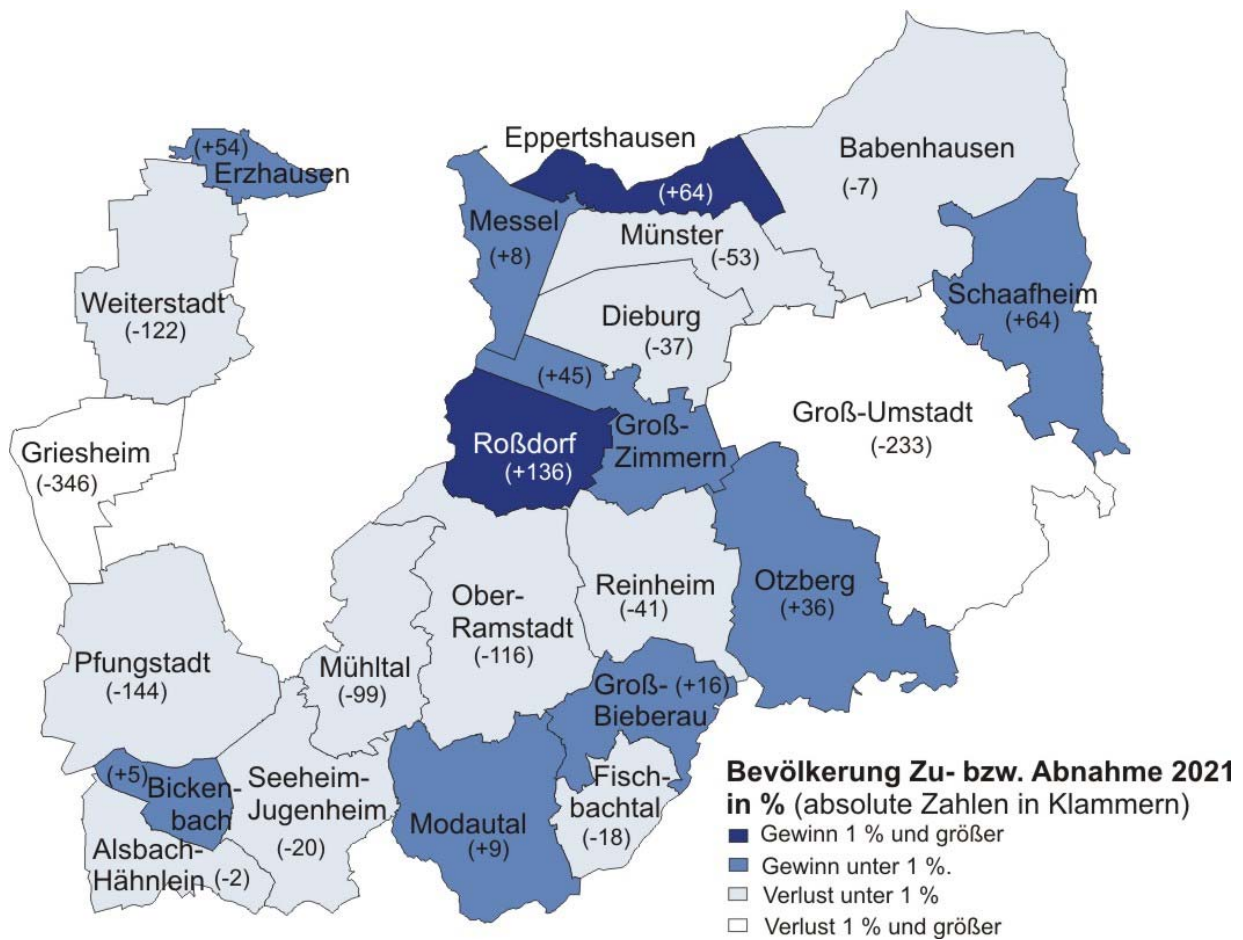 Eppertshausen
(+64)
(+54)
Erzhausen
Babenhausen
(-7)
Messel
(+8)
Münster
(-53)
Weiterstadt
(-122)
Dieburg
(-37)
Schaafheim
(+64)
(+45)
Groß-
Zimmern
Groß-Umstadt
(-233)
Griesheim
(-346)
Roßdorf
(+136)
Ober-
Ramstadt
(-116)
Reinheim
(-41)
Otzberg
(+36)
Pfungstadt
(-144)
Mühltal
(-99)
Groß-
(+16)
Bieberau
(+5)
Bicken-
bach
Seeheim-
Jugenheim
(-20)
Modautal
(+9)
Fisch-
bachtal
(-18)
Alsbach-
Hähnlein
(-2)
Bevölkerung Zu- bzw. Abnahme 2021
in % (absolute Zahlen in Klammern)
Gewinn 1 % und größer
Gewinn unter 1 %.
Verlust unter 1 %
Verlust 1 % und größer